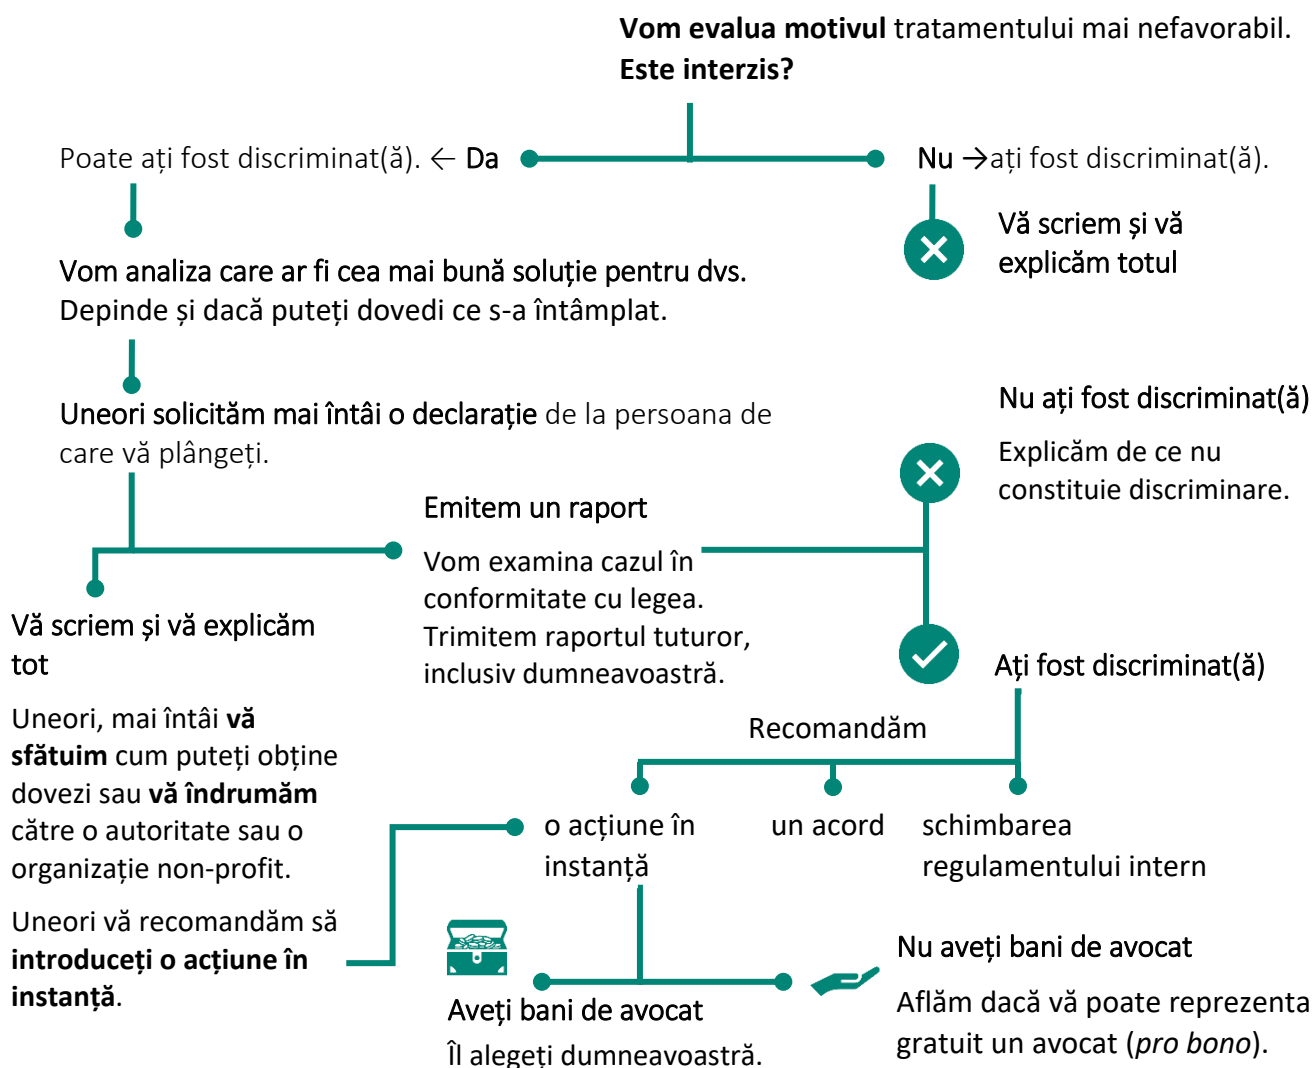 Vom evalua motivul tratamentului mai nefavorabil.
Este interzis?
Poate ați fost discriminat(ă). ← Da
Nu →ați fost discriminat(ă).
Vă scriem și vă
explicăm totul
Vom analiza care ar fi cea mai bună soluție pentru dvs.
Depinde și dacă puteți dovedi ce s-a întâmplat.
Uneori solicităm mai întâi o declarație de la persoana de
care vă plângeți.
Nu ați fost discriminat(ă)
Explicăm de ce nu
constituie discriminare.
Emitem un raport
Vom examina cazul în
conformitate cu legea.
Trimitem raportul tuturor,
inclusiv dumneavoastră.
Vă scriem și vă explicăm
tot
Uneori, mai întâi vă
sfătuim cum puteți obține
dovezi sau vă îndrumăm
către o autoritate sau o
organizație non-profit.
Uneori vă recomandăm să
introduceți o acțiune în
instanță.
Ați fost discriminat(ă)
Recomandăm
o acțiune în
instanță
un acord
schimbarea
regulamentului intern
Aveți bani de avocat
Îl alegeți dumneavoastră.
Nu aveți bani de avocat
Aflăm dacă vă poate reprezenta
gratuit un avocat (pro bono).